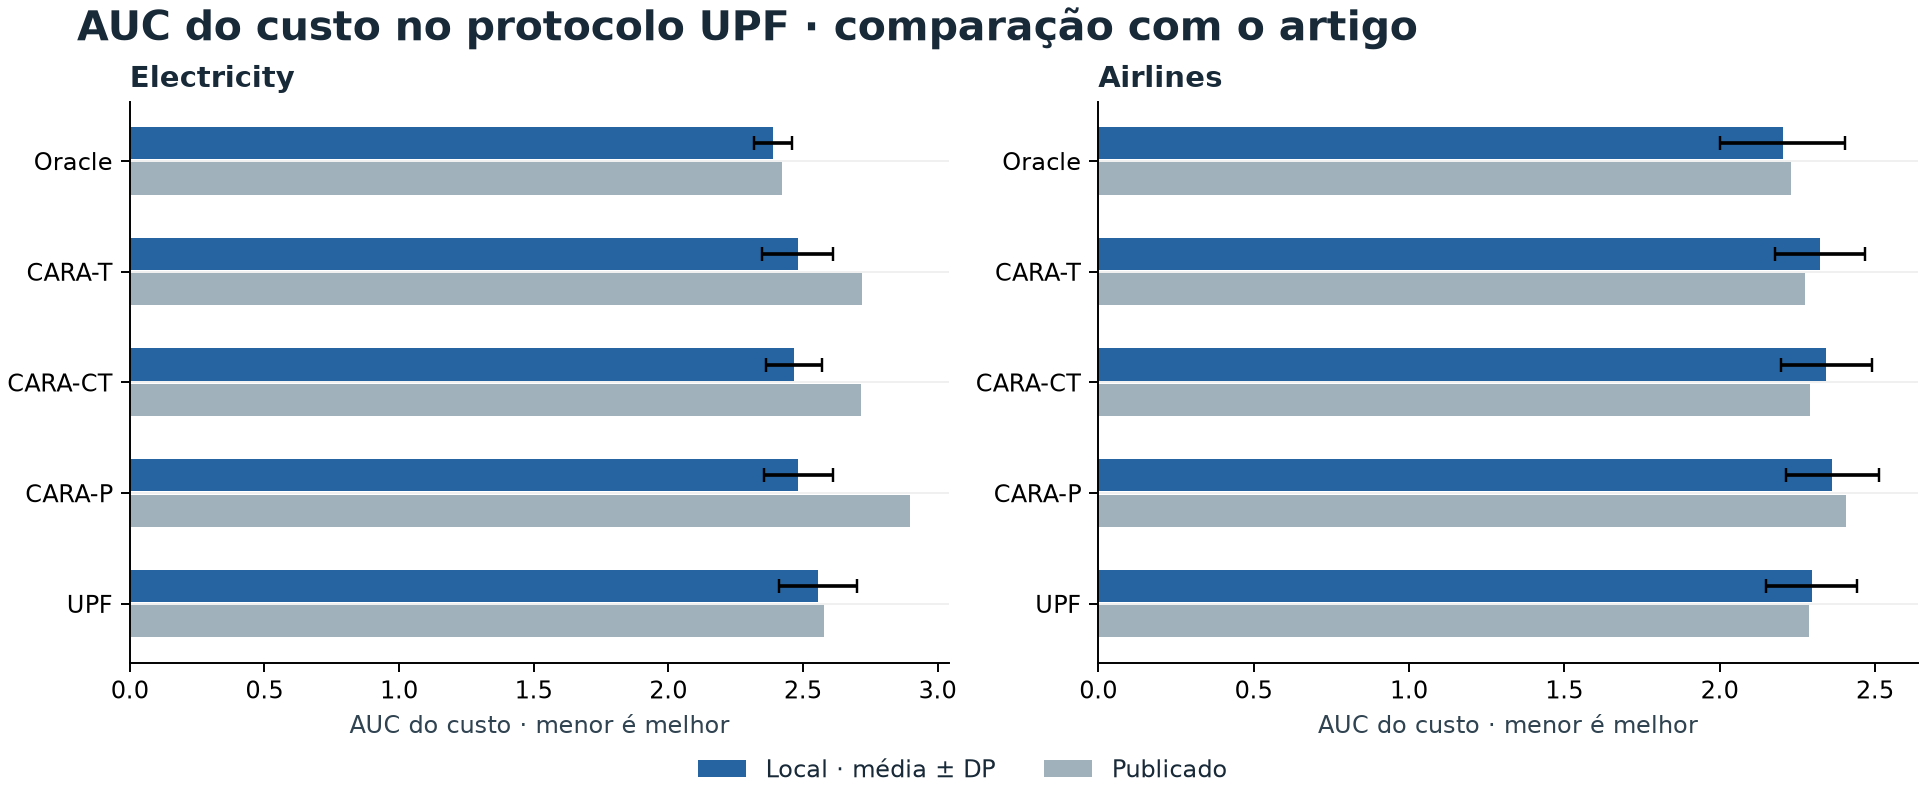 AUC do custo no protocolo UPF · comparação com o artigo
Electricity
Oracle
CARA-T
CARA-CT
CARA-P
UPF
0.0 0.5 1.0 1.5 2.0 2.5 3.0
AUC do custo · menor é melhor
Airlines
Oracle
CARA-T
CARA-CT
CARA-P
UPF
0.0 0.5 1.0 1.5 2.0 2.5
AUC do custo · menor é melhor
Local · média ± DP
Publicado